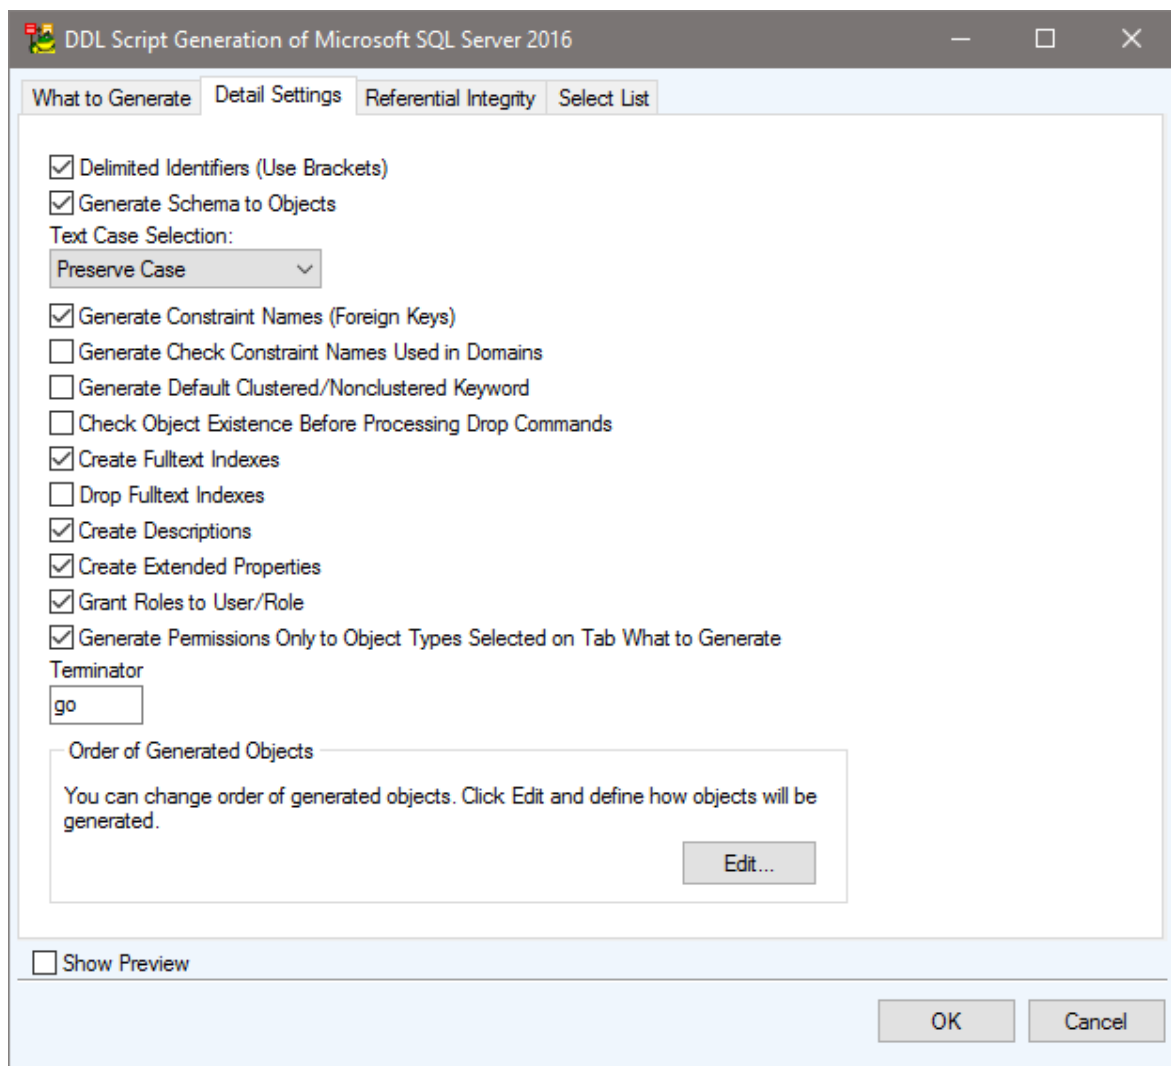 DDL Script Generation of Microsoft SQL Server 2016
What to Generate Detail Settings Referential Integrity Select List
Delimited Identifiers (Use Brackets)
Generate Schema to Objects
Text Case Selection:
Preserve Case
Generate Constraint Names (Foreign Keys)
Generate Check Constraint Names Used in Domains
Generate Default Clustered/Nonclustered Keyword
Check Object Existence Before Processing Drop Commands
Create Fulltext Indexes
Drop Fulltext Indexes
Create Descriptions
Create Extended Properties
Grant Roles to User/Role
Generate Permissions Only to Object Types Selected on Tab What to Generate
Terminator
go
Order of Generated Objects
You can change order of generated objects. Click Edit and define how objects will be
generated.
Edit...
Show Preview
OK Cancel